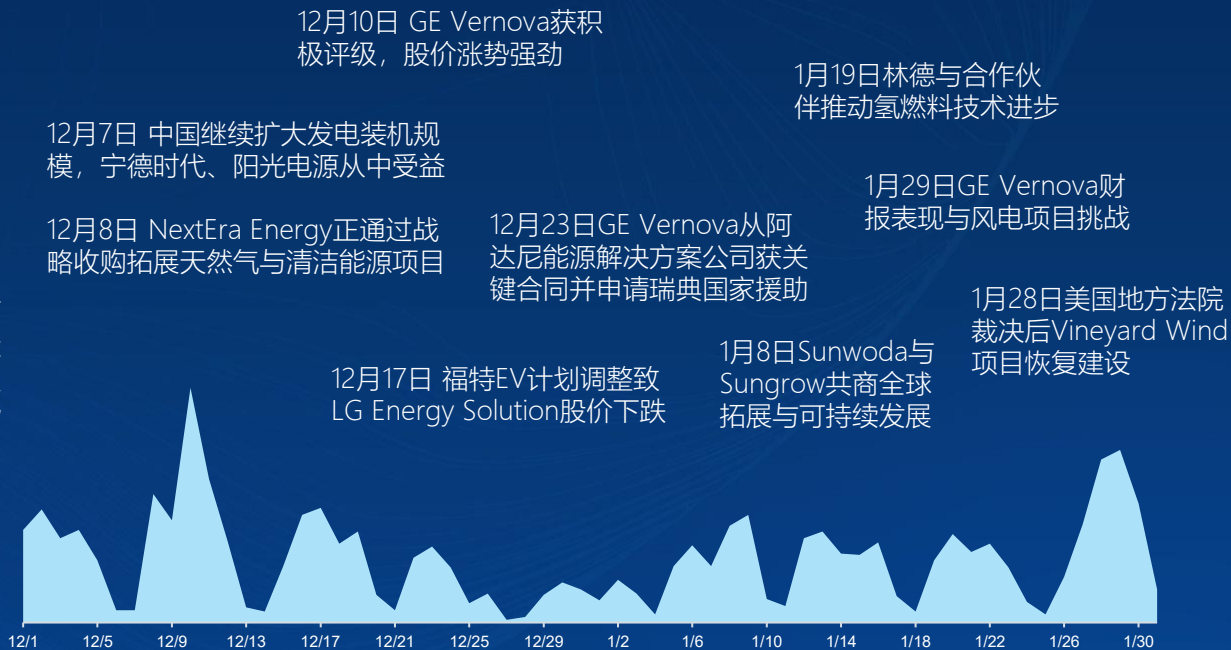 12月10日 GE Vernova获积
极评级，股价涨势强劲
1月19日林德与合作伙
伴推动氢燃料技术进步
12月7日 中国继续扩大发电装机规
模，宁德时代、阳光电源从中受益
1月29日GE Vernova财
报表现与风电项目挑战
12月8日 NextEra Energy正通过战
略收购拓展天然气与清洁能源项目
12月23日GE Vernova从阿
达尼能源解决方案公司获关
键合同并申请瑞典国家援助
1月28日美国地方法院
裁决后Vineyard Wind
项目恢复建设
1月8日Sunwoda与
Sungrow共商全球
拓展与可持续发展
12月17日 福特EV计划调整致
LG Energy Solution股价下跌
12/1 12/5 12/9 12/13 12/17 12/21 12/25 12/29 1/2 1/6 1/10 1/14 1/18 1/22 1/26 1/30